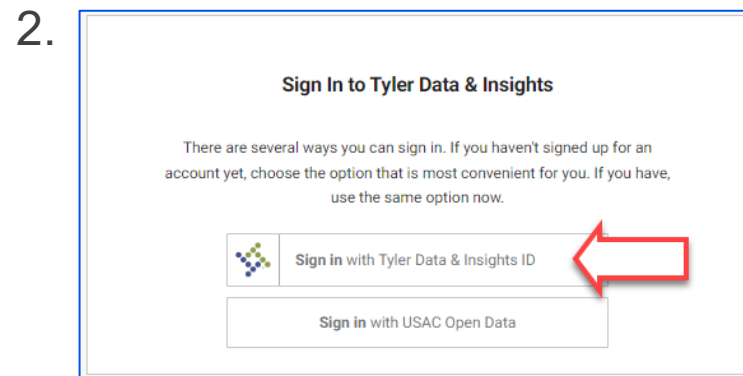 2.
Sign In to Tyler Data & Insights
There are several ways you can sign in. If you haven't signed up for an
account yet, choose the option that is most convenient for you. If you have,
use the same option now.
Sign in with Tyler Data & Insights ID
Sign in with USAC Open Data